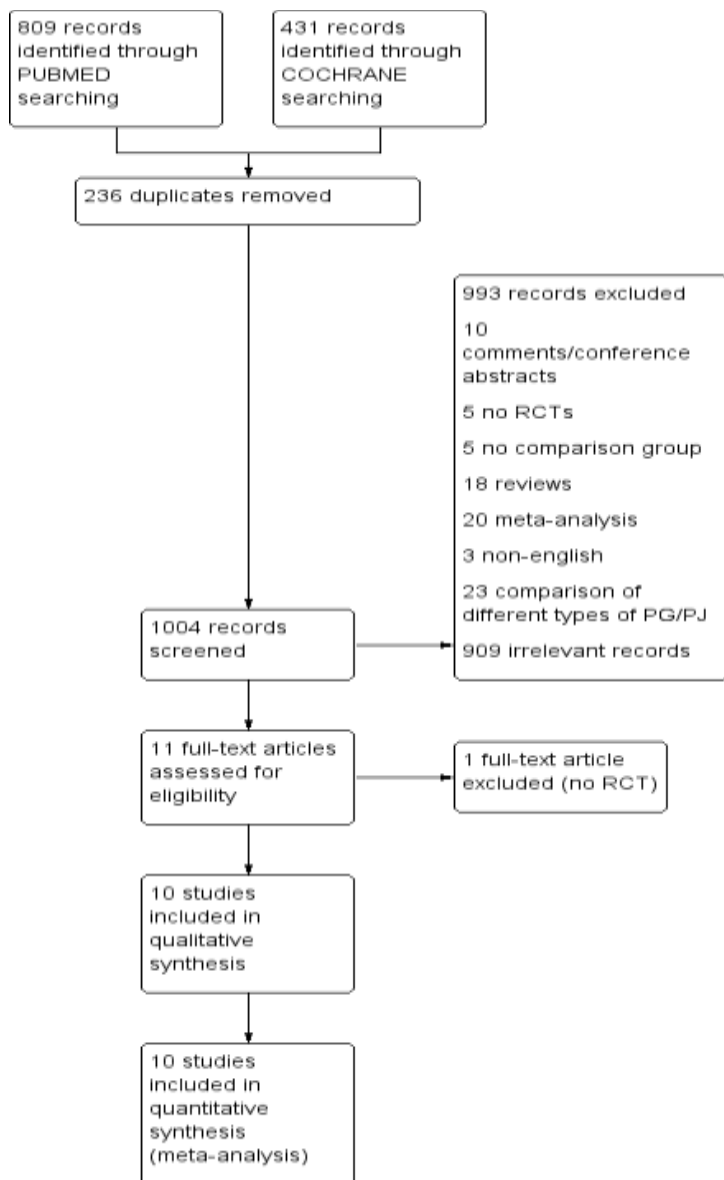 809 records
identified through
PUBMED
searching
431 records
identified through
COCHRANE
searching
236 duplicates removed
993 records excluded
10
comments/conference
abstracts
5 no RCTs
5 no comparison group
18 reviews
20 meta-analysis
3 non-english
23 comparison of
different types of PG/PJ
909 irrelevant records
1004 records
screened
11 full-text articles
assessed for
eligibility
1 full-text article
excluded (no RCT)
10 studies
included in
qualitative
synthesis
10 studies
included in
quantitative
synthesis
(meta-analysis)